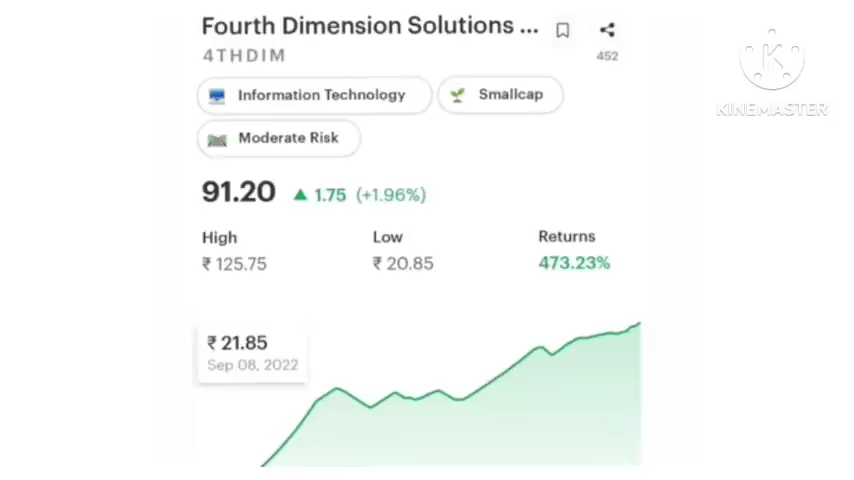 Fourth Dimension Solutions ...
4THDIM
452
Information Technology
Smallcap
Moderate Risk
91.20 ▲ 1.75 (+1.96%)
High Low Returns
₹ 125.75 ₹ 20.85 473.23%
₹ 21.85
Sep 08, 2022
K
KINEMASTER